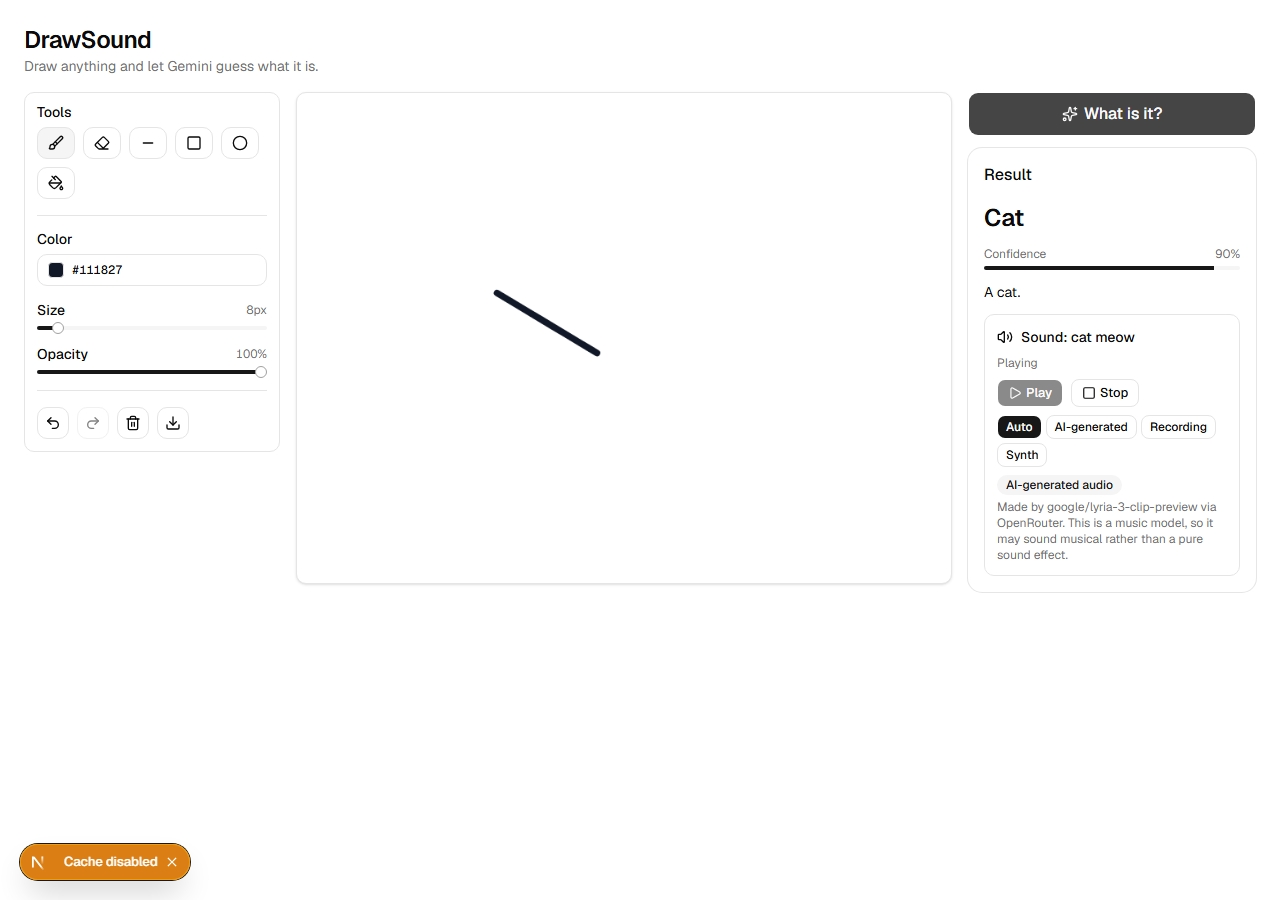 DrawSound
Draw anything and let Gemini guess what it is.
Tools
Color
#111827
Size 8px
Opacity 100%
What is it?
Result
Cat
Confidence 90%
A cat.
Sound: cat meow
Playing
Play Stop
Auto AI-generated Recording
Synth
AI-generated audio
Made by google/lyria-3-clip-preview via
OpenRouter. This is a music model, so it
may sound musical rather than a pure
sound effect.
Cache disabled